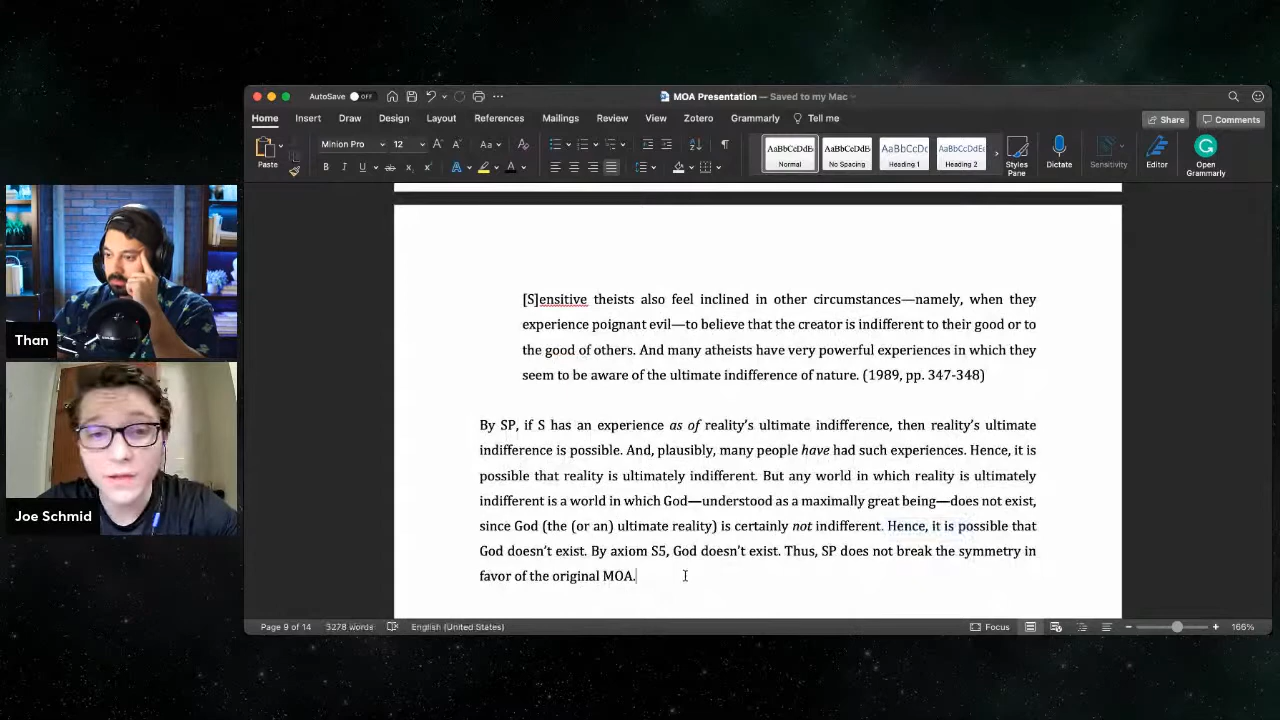 AutoSave OFF
MOA Presentation — Saved to my Mac
Home Insert Draw Design Layout References Mailings Review View Zotero Grammarly Tell me
Share Comments
Paste
Minion Pro 12
AaBbCcDdEe Normal
AaBbCcDdEe No Spacing
AaBbCcDc Heading 1
AaBbCcDdEe Heading 2
Styles Pane
Dictate
Sensitivity
Editor
Open Grammarly
[S]ensitive theists also feel inclined in other circumstances—namely, when they
experience poignant evil—to believe that the creator is indifferent to their good or to
the good of others. And many atheists have very powerful experiences in which they
seem to be aware of the ultimate indifference of nature. (1989, pp. 347-348)
By SP, if S has an experience as of reality's ultimate indifference, then reality's ultimate
indifference is possible. And, plausibly, many people have had such experiences. Hence, it is
possible that reality is ultimately indifferent. But any world in which reality is ultimately
indifferent is a world in which God—understood as a maximally great being—does not exist,
since God (the (or an) ultimate reality) is certainly not indifferent. Hence, it is possible that
God doesn't exist. By axiom S5, God doesn't exist. Thus, SP does not break the symmetry in
favor of the original MOA.
Than
Joe Schmid
Page 9 of 14 3278 words English (United States) Focus 166%